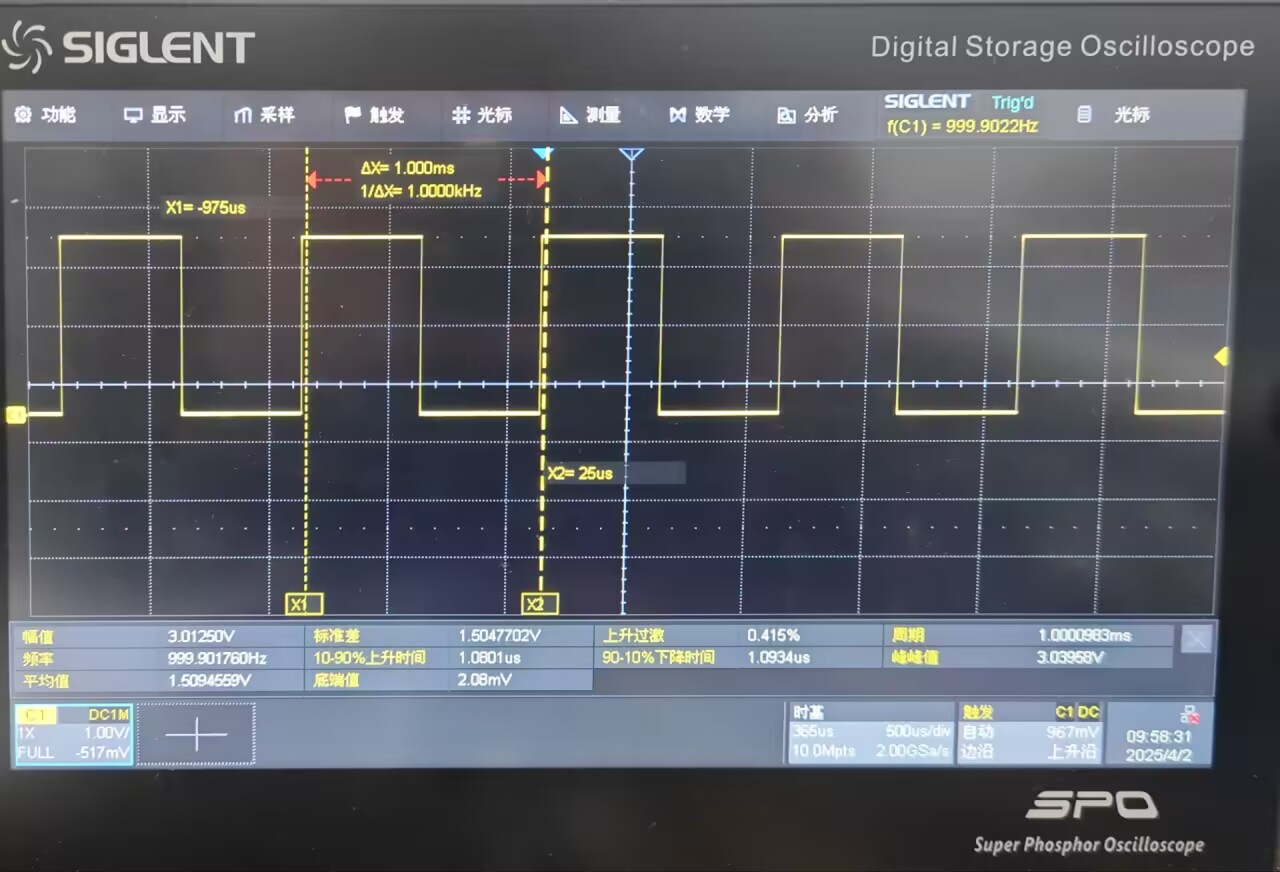 SIGLENT
Digital Storage Oscilloscope
功能 显示 采样 触发 光标 测量 数学 分析
SIGLENT Trig'd
f(C1) = 999.9022Hz
光标
ΔX= 1.000ms
1/ΔX= 1.0000kHz
X1= -975us
X2= 25us
X1 X2
幅值 3.01250V 标准差 1.5047702V 上升过激 0.415% 周期 1.0000983ms
频率 999.901760Hz 10-90%上升时间 1.0801us 90-10%下降时间 1.0934us 峰峰值 3.03958V
平均值 1.5094559V 底端值 2.08mV
C1 DC1M
1X 1.00V/
FULL -517mV
时基
365us 500us/div
10.0Mpts 2.00GSa/s
触发 C1 DC
自动 967mV
边沿 上升沿
09:58:31
2025/4/2
SPO
Super Phosphor Oscilloscope